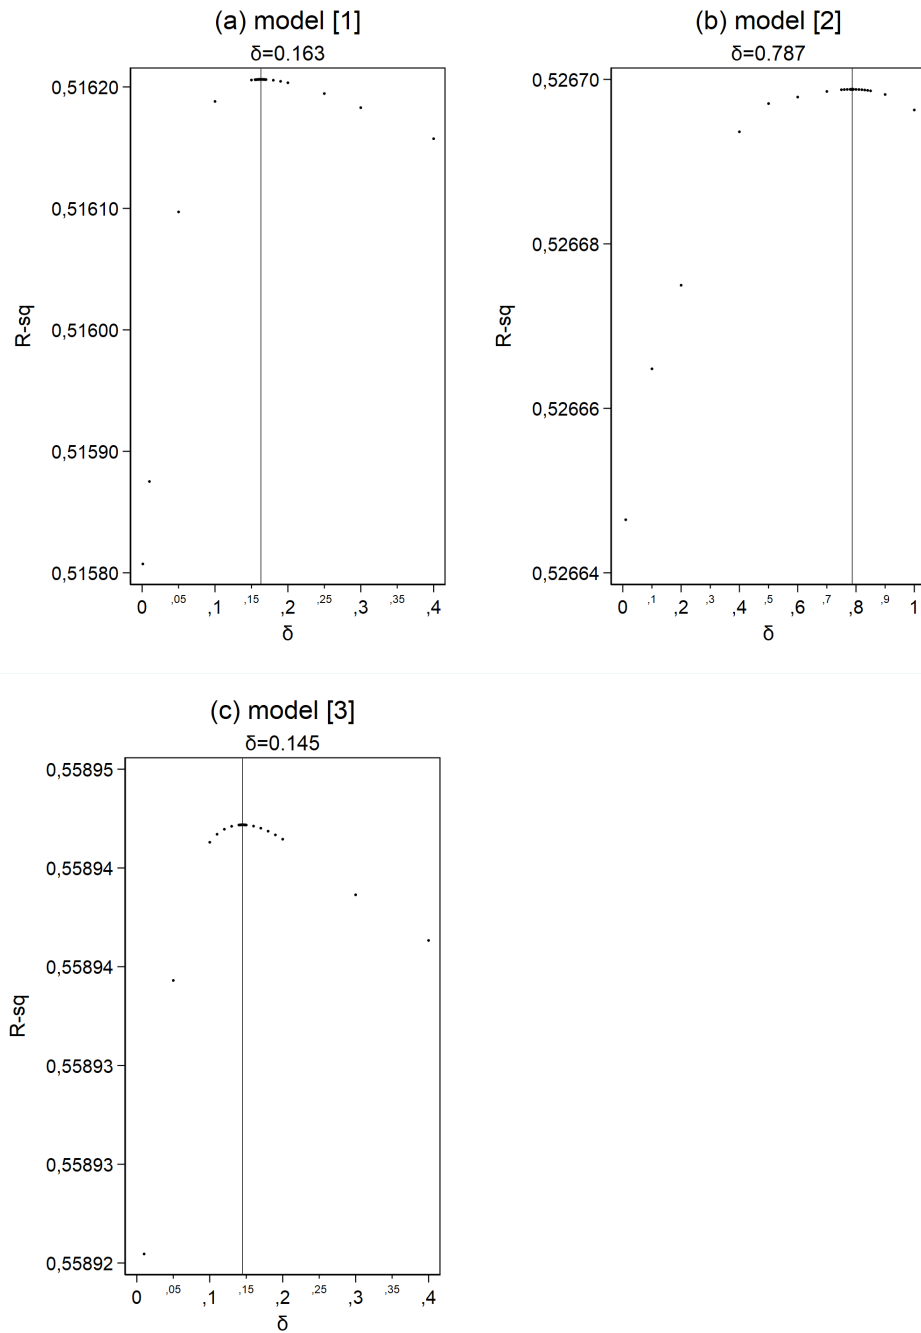 (a) model [1]
δ=0.163
0,51620
0,51610
0,51600
0,51590
0,51580
R-sq
0 ,05 ,1 ,15 ,2 ,25 ,3 ,35 ,4
δ
(b) model [2]
δ=0.787
0,52670
0,52668
0,52666
0,52664
R-sq
0 ,1 ,2 ,3 ,4 ,5 ,6 ,7 ,8 ,9 1
δ
(c) model [3]
δ=0.145
0,55895
0,55894
0,55894
0,55893
0,55893
0,55892
R-sq
0 ,05 ,1 ,15 ,2 ,25 ,3 ,35 ,4
δ